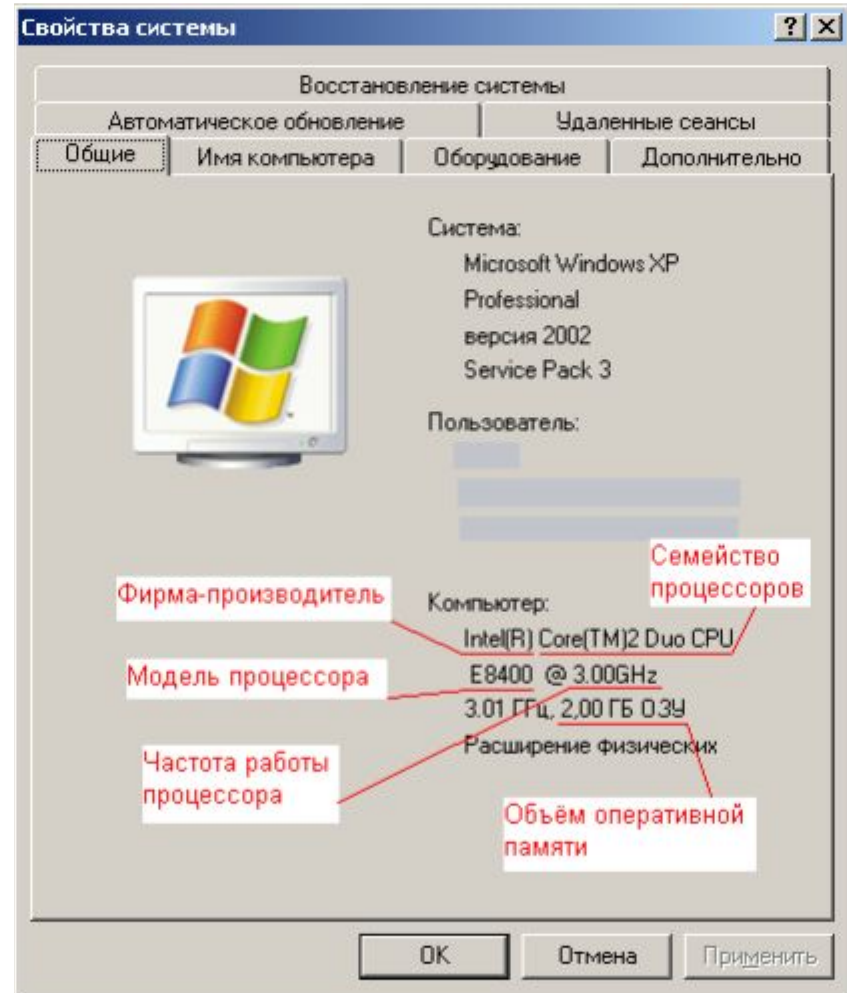 Свойства системы
Восстановление системы
Автоматическое обновление
Удаленные сеансы
Общие
Имя компьютера
Оборудование
Дополнительно
Система:
Microsoft Windows XP
Professional
версия 2002
Service Pack 3
Пользователь:
Семейство
процессоров
Фирма-производитель
Компьютер:
Intel(R) Core(TM)2 Duo CPU
Модель процессора
E8400 @ 3.00GHz
3.01 ГГц, 2,00 ГБ ОЗУ
Расширение физических
Частота работы
процессора
Объём оперативной
памяти
OK
Отмена
Применить